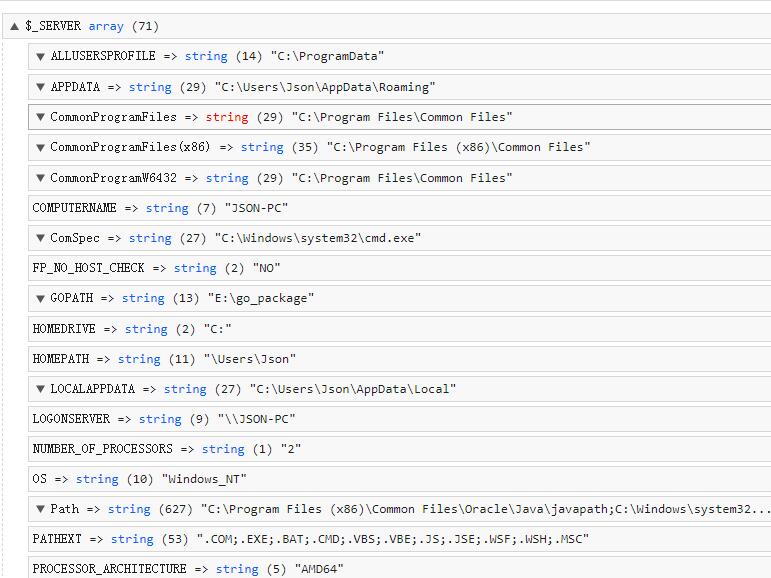 ▲ $_SERVER array (71)
▼ ALLUSERSPROFILE => string (14) "C:\ProgramData"
▼ APPDATA => string (29) "C:\Users\Json\AppData\Roaming"
▼ CommonProgramFiles => string (29) "C:\Program Files\Common Files"
▼ CommonProgramFiles(x86) => string (35) "C:\Program Files (x86)\Common Files"
▼ CommonProgramW6432 => string (29) "C:\Program Files\Common Files"
COMPUTERNAME => string (7) "JSON-PC"
▼ ComSpec => string (27) "C:\Windows\system32\cmd.exe"
FP_NO_HOST_CHECK => string (2) "NO"
▼ GOPATH => string (13) "E:\go_package"
HOMEDRIVE => string (2) "C:"
HOMEPATH => string (11) "\Users\Json"
▼ LOCALAPPDATA => string (27) "C:\Users\Json\AppData\Local"
LOGONSERVER => string (9) "\\JSON-PC"
NUMBER_OF_PROCESSORS => string (1) "2"
OS => string (10) "Windows_NT"
▼ Path => string (627) "C:\Program Files (x86)\Common Files\Oracle\Java\javapath;C:\Windows\system32...
PATHEXT => string (53) ".COM;.EXE;.BAT;.CMD;.VBS;.VBE;.JS;.JSE;.WSF;.WSH;.MSC"
PROCESSOR_ARCHITECTURE => string (5) "AMD64"